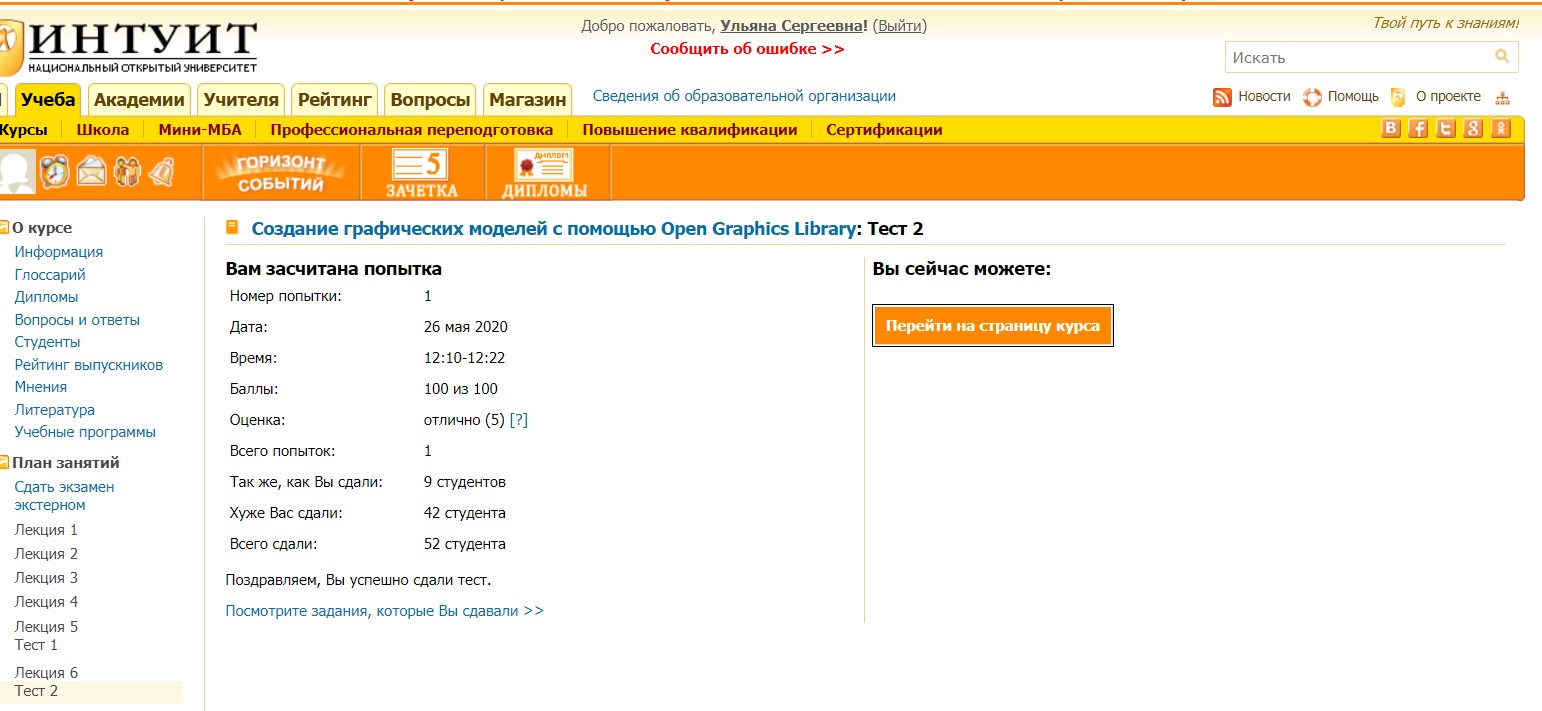 Добро пожаловать, Ульяна Сергеевна! (Выйти)
Твой путь к знаниям!
ИНТУИТ
НАЦИОНАЛЬНЫЙ ОТКРЫТЫЙ УНИВЕРСИТЕТ
Сообщить об ошибке >>
Искать
Учеба Академии Учителя Рейтинг Вопросы Магазин Сведения об образовательной организации
Новости Помощь О проекте
Курсы Школа Мини-МБА Профессиональная переподготовка Повышение квалификации Сертификации
ГОРИЗОНТ СОБЫТИЙ
5 ЗАЧЕТКА
ДИПЛОМ ДИПЛОМЫ
О курсе
Информация
Глоссарий
Дипломы
Вопросы и ответы
Студенты
Рейтинг выпускников
Мнения
Литература
Учебные программы
План занятий
Сдать экзамен
экстерном
Лекция 1
Лекция 2
Лекция 3
Лекция 4
Лекция 5
Тест 1
Лекция 6
Тест 2
Создание графических моделей с помощью Open Graphics Library: Тест 2
Вам засчитана попытка
Номер попытки: 1
Дата: 26 мая 2020
Время: 12:10-12:22
Баллы: 100 из 100
Оценка: отлично (5) [?]
Всего попыток: 1
Так же, как Вы сдали: 9 студентов
Хуже Вас сдали: 42 студента
Всего сдали: 52 студента
Поздравляем, Вы успешно сдали тест.
Посмотрите задания, которые Вы сдавали >>
Вы сейчас можете:
Перейти на страницу курса